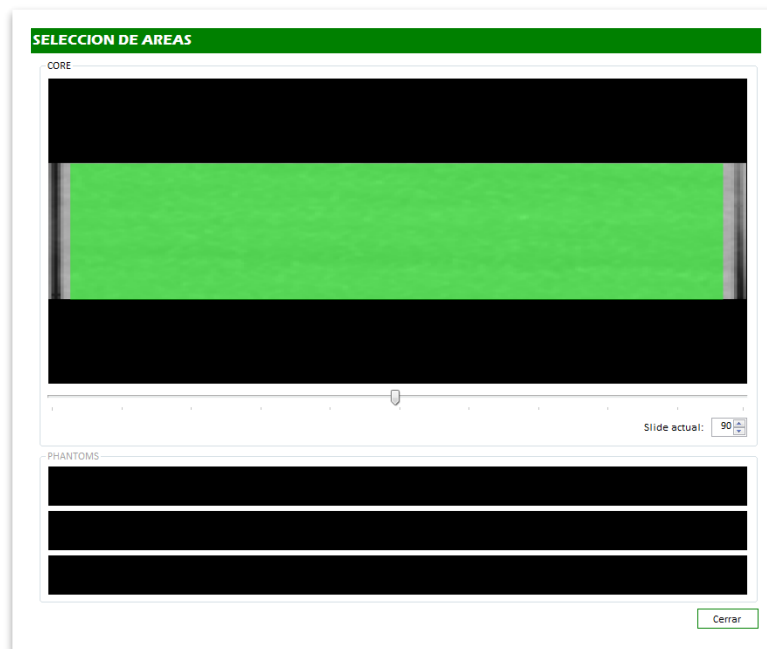 SELECCION DE AREAS
CORE
Slide actual: 90
PHANTOMS
Cerrar